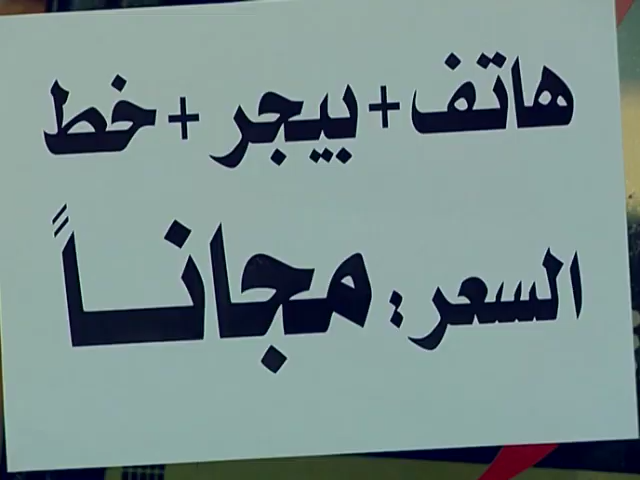 هاتف + بيجر + خط
السعر: مجاناً